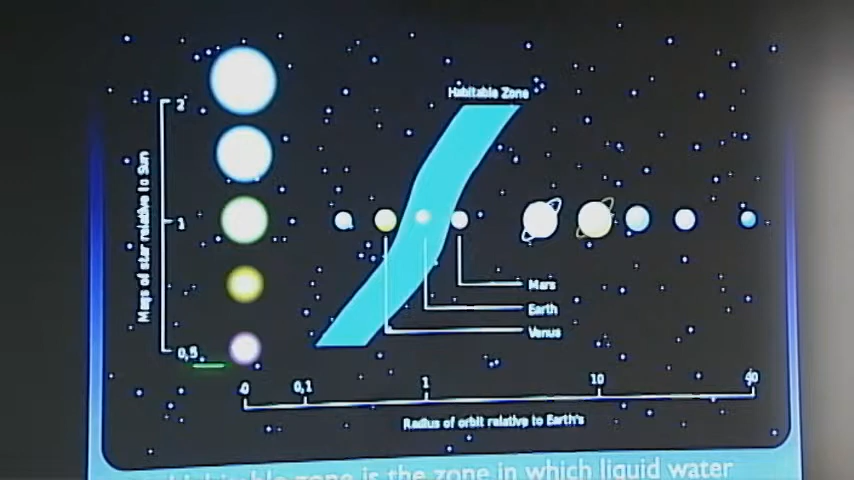 Habitable Zone
Mass of star relative to Sun
2
1
0,5
Mars
Earth
Venus
0 0,1 1 10 40
Radius of orbit relative to Earth's
habitable zone is the zone in which liquid water